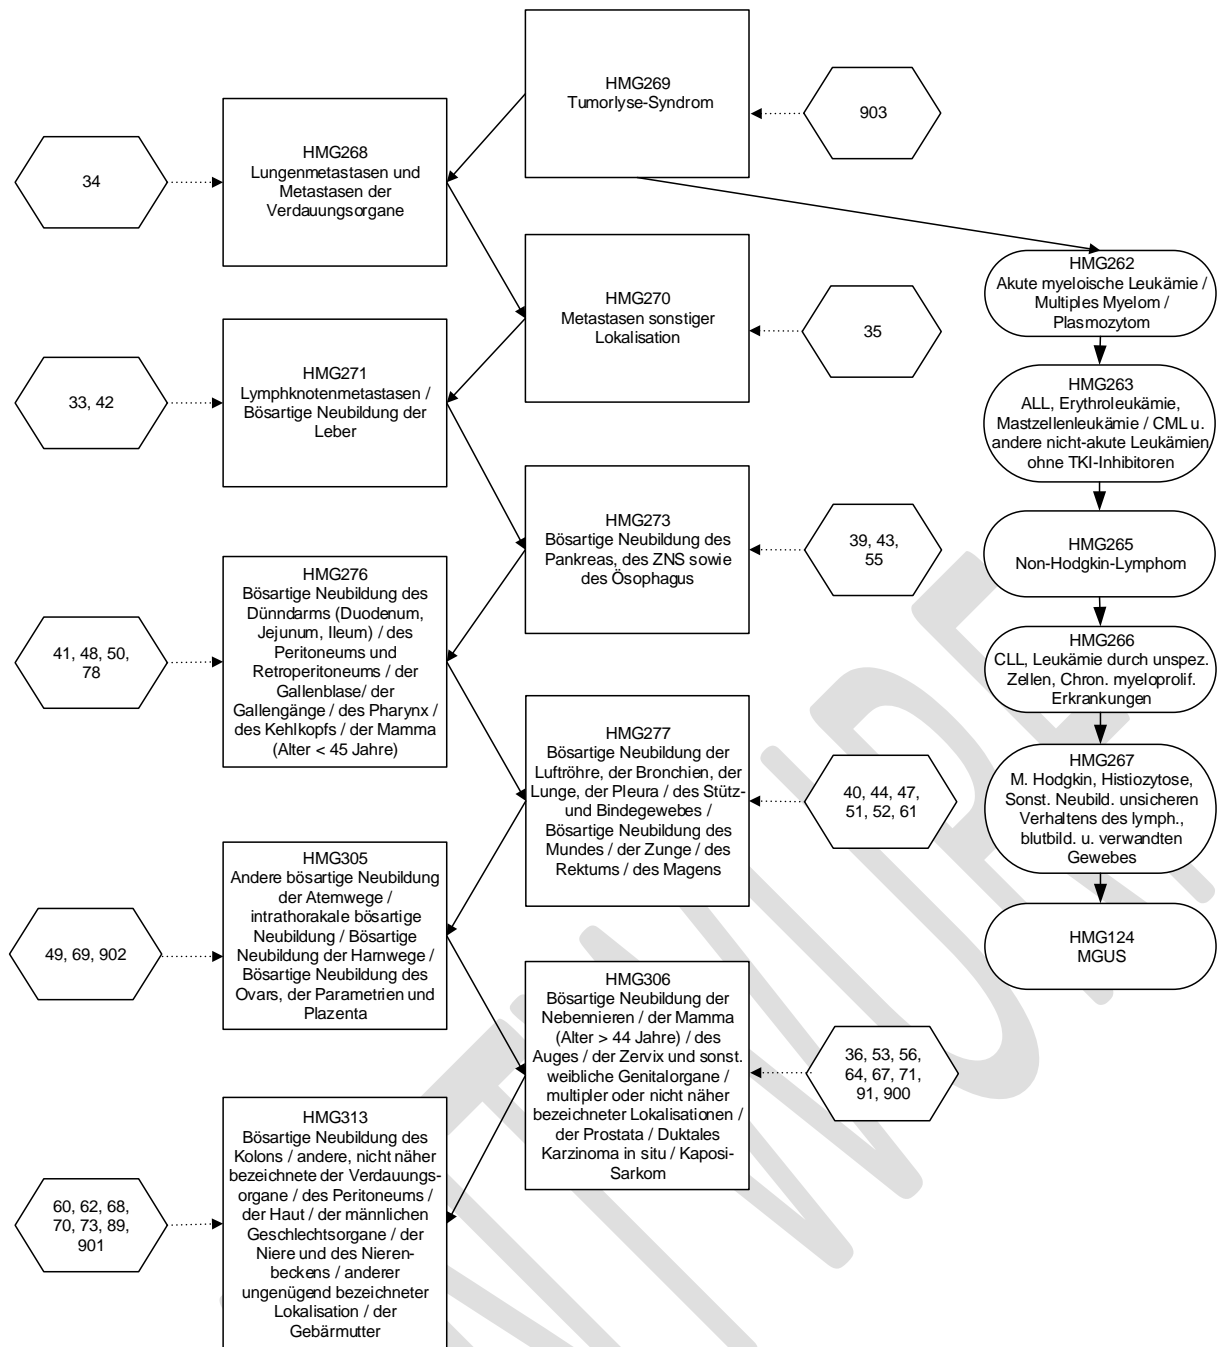 HMG269
Tumorlyse-Syndrom
903
HMG268
Lungenmetastasen und
Metastasen der
Verdauungsorgane
34
HMG270
Metastasen sonstiger
Lokalisation
35
HMG262
Akute myeloische Leukämie /
Multiples Myelom /
Plasmozytom
HMG271
Lymphknotenmetastasen /
Bösartige Neubildung der
Leber
33, 42
HMG263
ALL, Erythroleukämie,
Mastzellenleukämie / CML u.
andere nicht-akute Leukämien
ohne TKI-Inhibitoren
HMG273
Bösartige Neubildung des
Pankreas, des ZNS sowie
des Ösophagus
39, 43,
55
HMG265
Non-Hodgkin-Lymphom
HMG276
Bösartige Neubildung des
Dünndarms (Duodenum,
Jejunum, Ileum) / des
Peritoneums und
Retroperitoneums / der
Gallenblase/ der
Gallengänge / des Pharynx /
des Kehlkopfs / der Mamma
(Alter < 45 Jahre)
41, 48, 50,
78
HMG266
CLL, Leukämie durch unspez.
Zellen, Chron. myeloprolif.
Erkrankungen
HMG277
Bösartige Neubildung der
Luftröhre, der Bronchien, der
Lunge, der Pleura / des Stütz-
und Bindegewebes /
Bösartige Neubildung des
Mundes / der Zunge / des
Rektums / des Magens
40, 44, 47,
51, 52, 61
HMG267
M. Hodgkin, Histiozytose,
Sonst. Neubild. unsicheren
Verhaltens des lymph.,
blutbild. u. verwandten
Gewebes
HMG305
Andere bösartige Neubildung
der Atemwege /
intrathorakale bösartige
Neubildung / Bösartige
Neubildung der Harnwege /
Bösartige Neubildung des
Ovars, der Parametrien und
Plazenta
49, 69, 902
HMG124
MGUS
HMG306
Bösartige Neubildung der
Nebennieren / der Mamma
(Alter > 44 Jahre) / des
Auges / der Zervix und sonst.
weibliche Genitalorgane /
multipler oder nicht näher
bezeichneter Lokalisationen /
der Prostata / Duktales
Karzinoma in situ / Kaposi-
Sarkom
36, 53, 56,
64, 67, 71,
91, 900
HMG313
Bösartige Neubildung des
Kolons / andere, nicht näher
bezeichnete der Verdauungs-
organe / des Peritoneums /
der Haut / der männlichen
Geschlechtsorgane / der
Niere und des Nieren-
beckens / anderer
ungenügend bezeichneter
Lokalisation / der
Gebärmutter
60, 62, 68,
70, 73, 89,
901